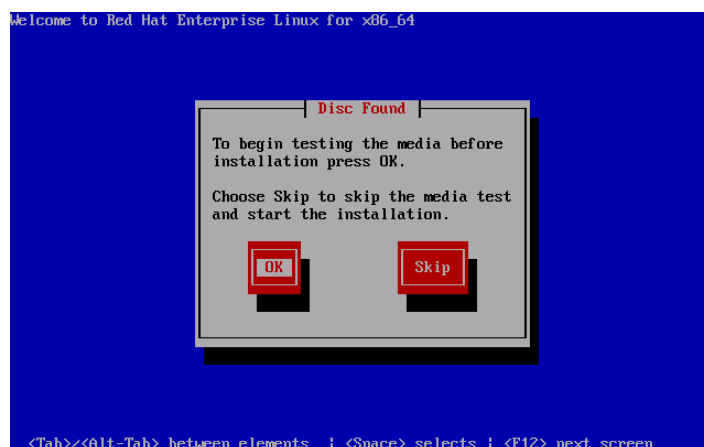 Welcome to Red Hat Enterprise Linux for x86_64
Disc Found
To begin testing the media before
installation press OK.
Choose Skip to skip the media test
and start the installation.
OK Skip
<Tab>/<Alt-Tab> between elements | <Space> selects | <F12> next screen